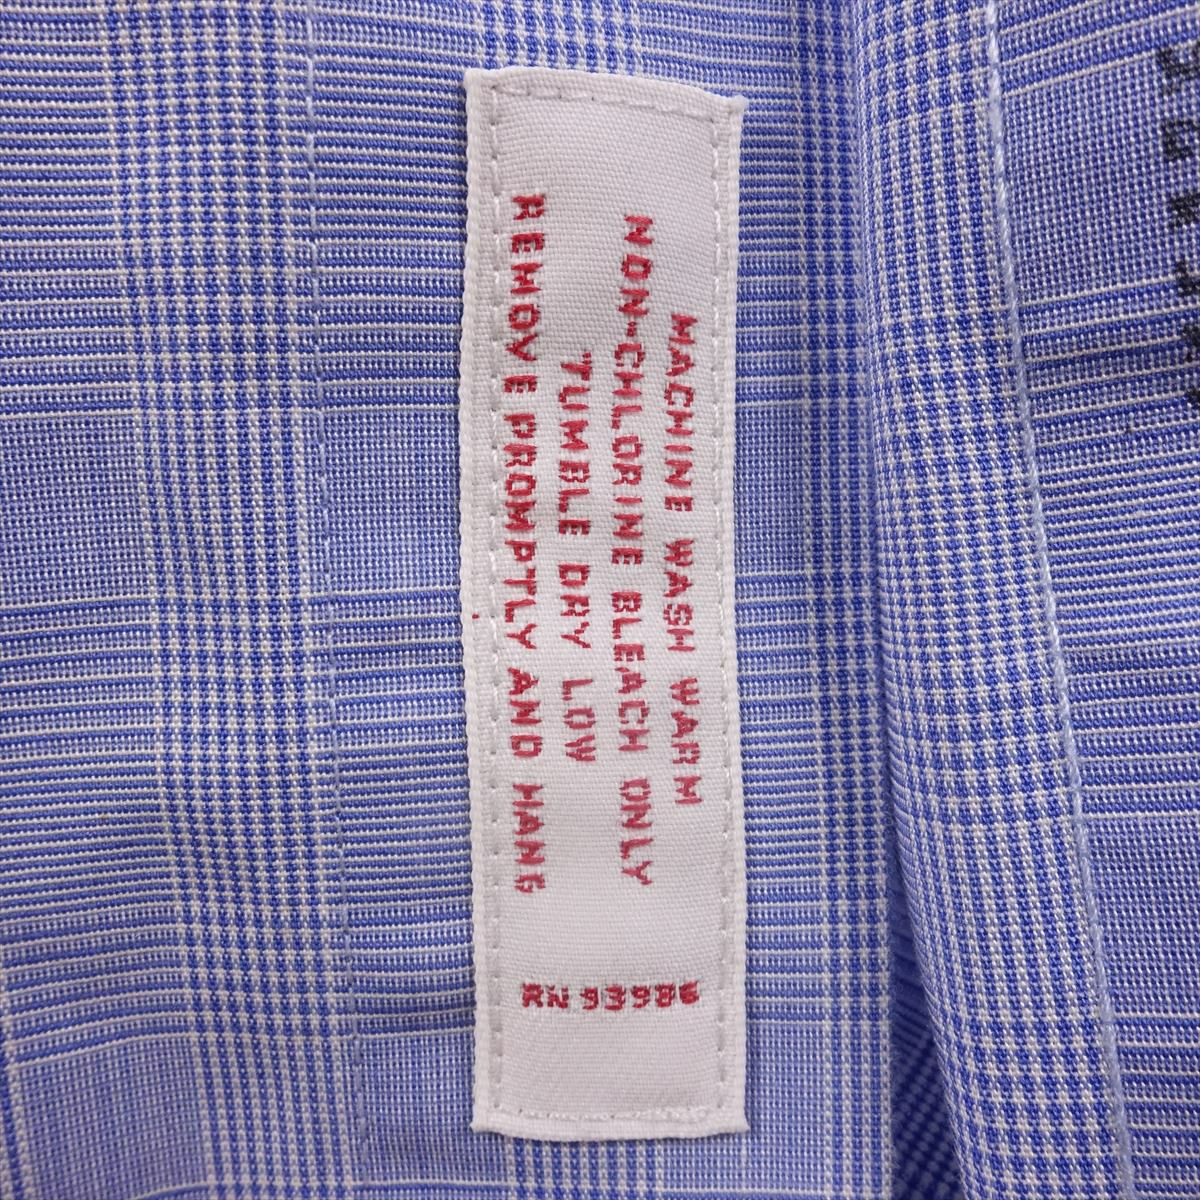 MACHINE WASH WARM
NON-CHLORINE BLEACH ONLY
TUMBLE DRY LOW
REMOVE PROMPTLY AND HANG
RN 93986